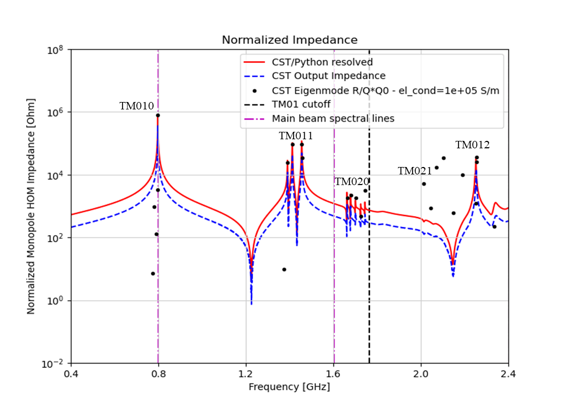 Normalized Impedance
CST/Python resolved
CST Output Impedance
CST Eigenmode R/Q*Q0 - el_cond=1e+05 S/m
TM01 cutoff
Main beam spectral lines
TM010
TM011
TM012
TM021
TM020
Normalized Monopole HOM Impedance [Ohm]
10^8
10^6
10^4
10^2
10^0
10^-2
0.4 0.8 1.2 1.6 2.0 2.4
Frequency [GHz]